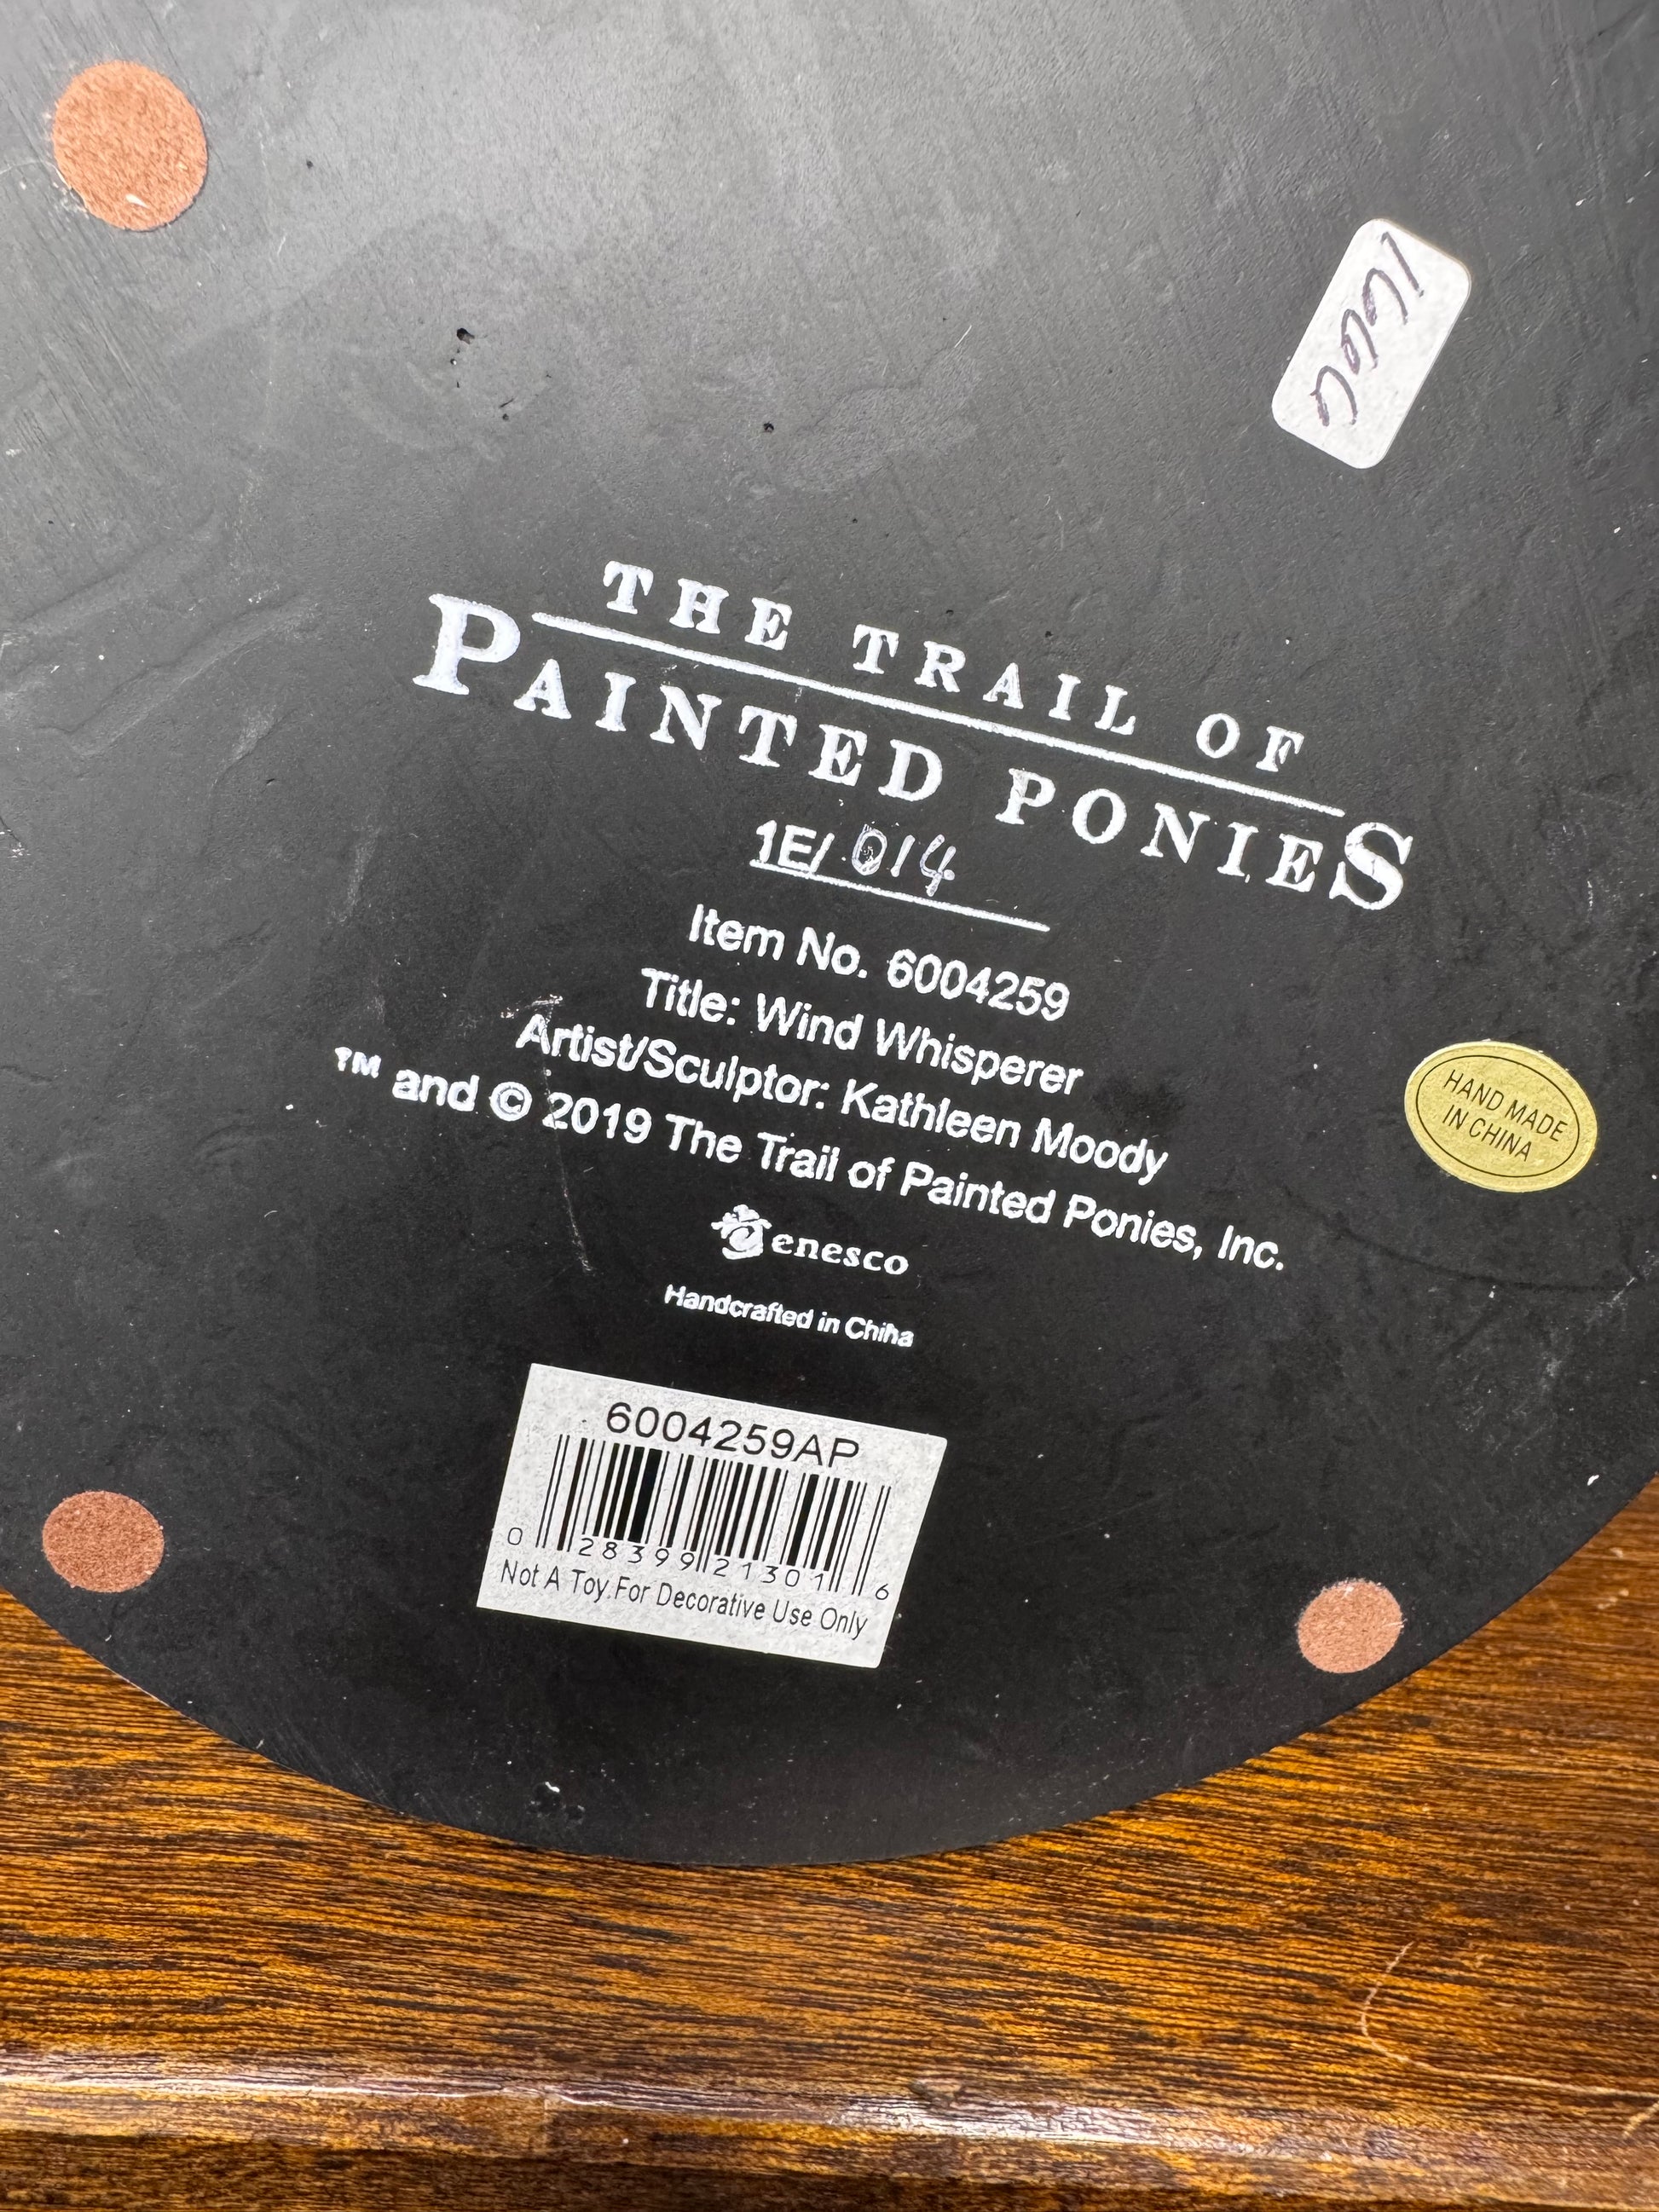 THE TRAIL OF
PAINTED PONIES
1E/ 014
Item No. 6004259
Title: Wind Whisperer
Artist/Sculptor: Kathleen Moody
™ and © 2019 The Trail of Painted Ponies, Inc.
enesco
Handcrafted in China
HAND MADE
IN CHINA
6004259AP
0 28399 21301 6
Not A Toy.For Decorative Use Only